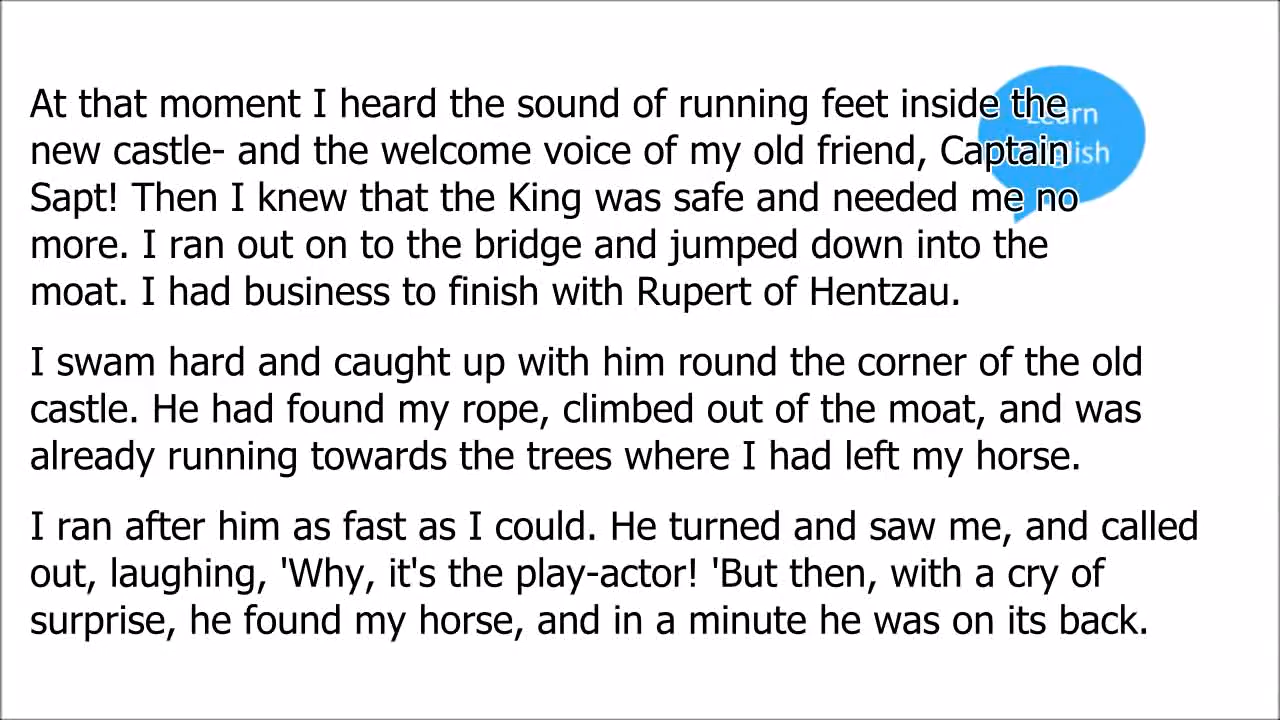 At that moment I heard the sound of running feet inside the
new castle- and the welcome voice of my old friend, Captain
Sapt! Then I knew that the King was safe and needed me no
more. I ran out on to the bridge and jumped down into the
moat. I had business to finish with Rupert of Hentzau.
I swam hard and caught up with him round the corner of the old
castle. He had found my rope, climbed out of the moat, and was
already running towards the trees where I had left my horse.
I ran after him as fast as I could. He turned and saw me, and called
out, laughing, 'Why, it's the play-actor! 'But then, with a cry of
surprise, he found my horse, and in a minute he was on its back.
Learn